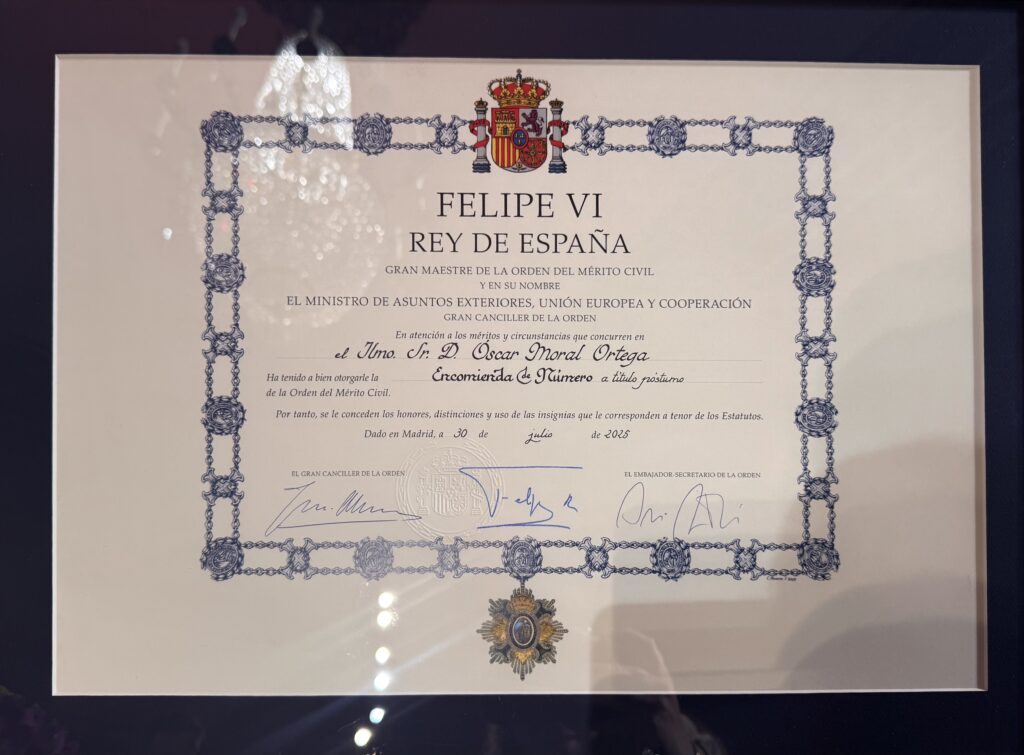 FELIPE VI
REY DE ESPAÑA
GRAN MAESTRE DE LA ORDEN DEL MÉRITO CIVIL
Y EN SU NOMBRE
EL MINISTRO DE ASUNTOS EXTERIORES, UNIÓN EUROPEA Y COOPERACIÓN
GRAN CANCILLER DE LA ORDEN
En atención a los méritos y circunstancias que concurren en
el Ilmo. Sr. D. Óscar Moral Ortega
Ha tenido a bien otorgarle la Encomienda de Número a título póstumo
de la Orden del Mérito Civil.
Por tanto, se le conceden los honores, distinciones y uso de las insignias que le corresponden a tenor de los Estatutos.
Dado en Madrid, a 30 de julio de 2025
EL GRAN CANCILLER DE LA ORDEN
EL EMBAJADOR-SECRETARIO DE LA ORDEN